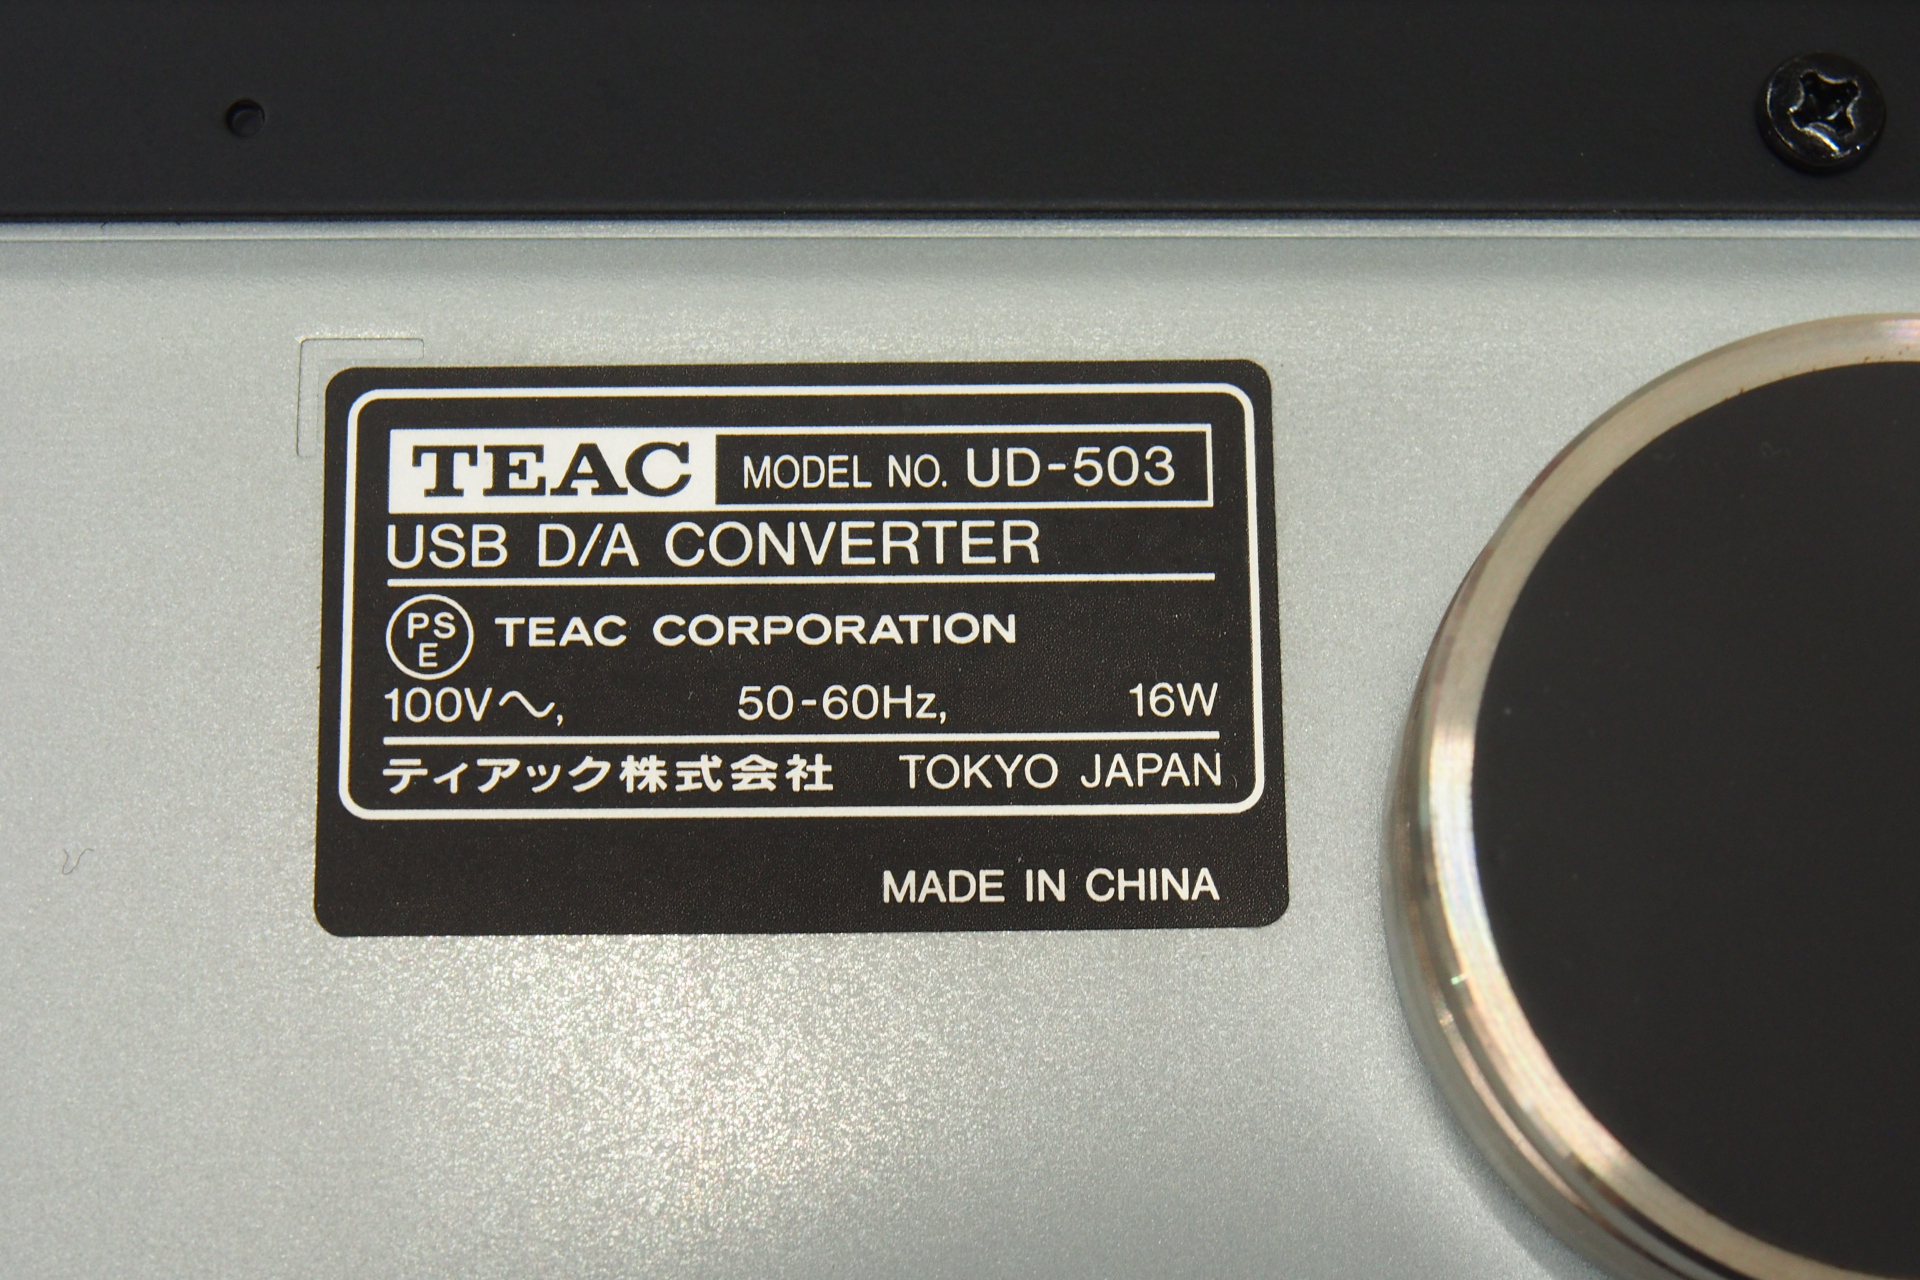 TEAC MODEL NO. UD-503
USB D/A CONVERTER
PS E TEAC CORPORATION
100V～, 50-60Hz, 16W
ティアック株式会社 TOKYO JAPAN
MADE IN CHINA